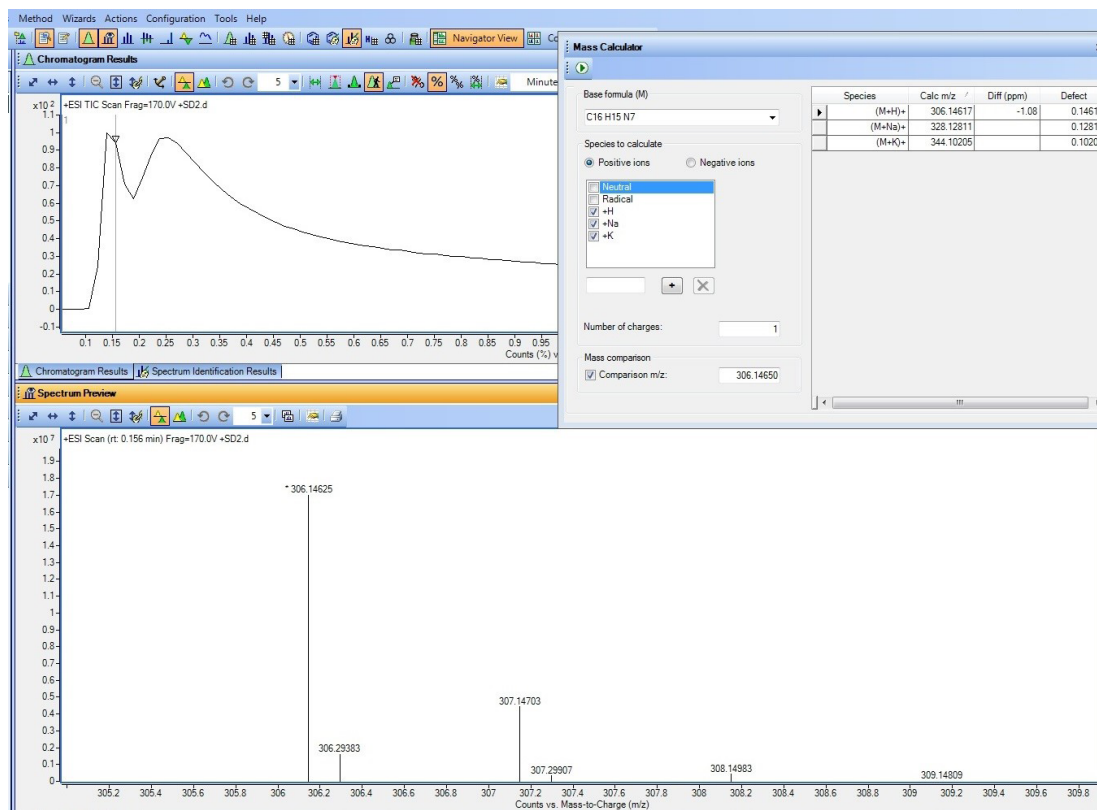 Method Wizards Actions Configuration Tools Help
Navigator View
Chromatogram Results
5 Minute
x10 2 +ESI TIC Scan Frag=170.0V +SD2.d
1
1.1
1
0.9
0.8
0.7
0.6
0.5
0.4
0.3
0.2
0.1
0
-0.1
0.1 0.15 0.2 0.25 0.3 0.35 0.4 0.45 0.5 0.55 0.6 0.65 0.7 0.75 0.8 0.85 0.9 0.95
Counts (%) v
Chromatogram Results Spectrum Identification Results
Mass Calculator
Base formula (M)
C16 H15 N7
Species to calculate
Positive ions Negative ions
Neutral
Radical
+H
+Na
+K
+
Number of charges: 1
Mass comparison
Comparison m/z: 306.14650
Species Calc m/z Diff (ppm) Defect
(M+H)+ 306.14617 -1.08 0.1461
(M+Na)+ 328.12811 0.1281
(M+K)+ 344.10205 0.1020
Spectrum Preview
5
x10 7 +ESI Scan (rt: 0.156 min) Frag=170.0V +SD2.d
1.9
1.8
1.7
1.6
1.5
1.4
1.3
1.2
1.1
1
0.9
0.8
0.7
0.6
0.5
0.4
0.3
0.2
0.1
0
* 306.14625
306.29383
307.14703
307.29907
308.14983
309.14809
305.2 305.4 305.6 305.8 306 306.2 306.4 306.6 306.8 307 307.2 307.4 307.6 307.8 308 308.2 308.4 308.6 308.8 309 309.2 309.4 309.6 309.8
Counts vs. Mass-to-Charge (m/z)